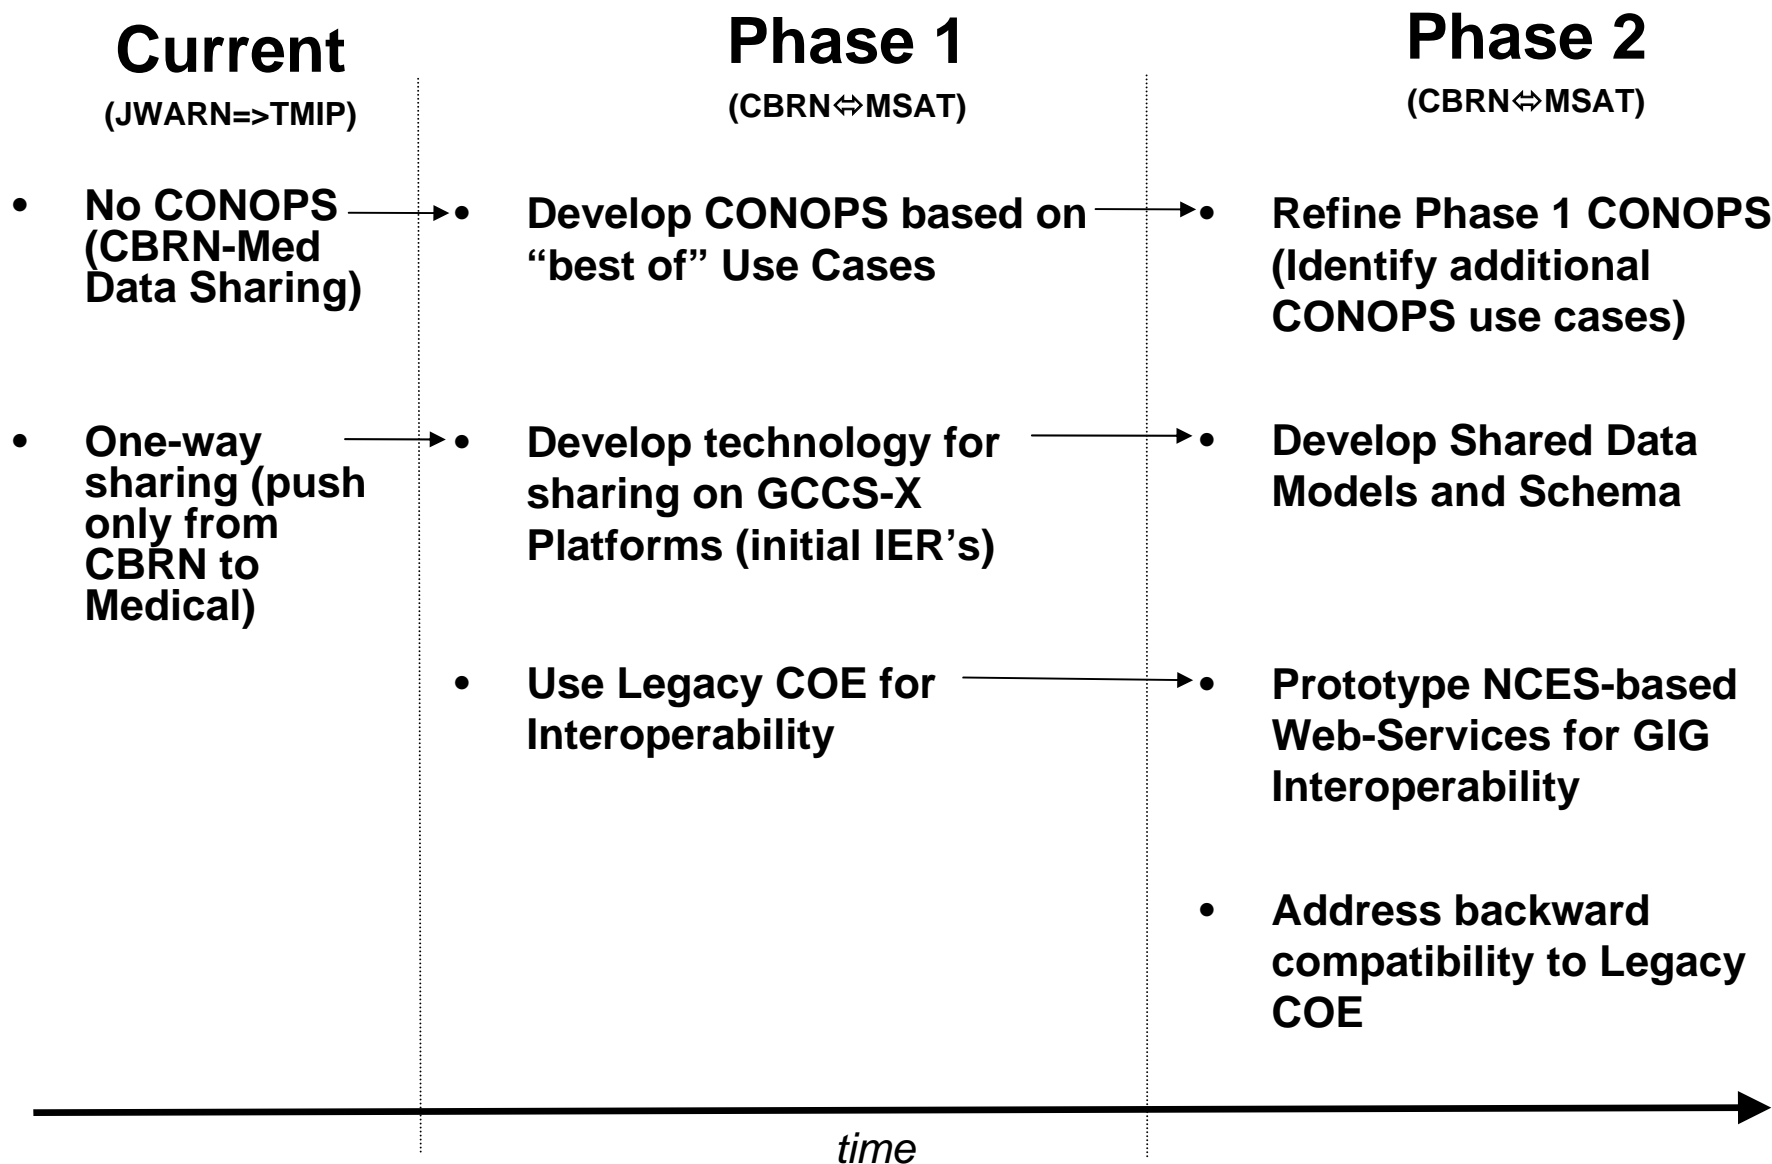 Current
(JWARN=>TMIP)
• No CONOPS
(CBRN-Med
Data Sharing)
• One-way
sharing (push
only from
CBRN to
Medical)
Phase 1
(CBRN⇔MSAT)
• Develop CONOPS based on
“best of” Use Cases
• Develop technology for
sharing on GCCS-X
Platforms (initial IER’s)
• Use Legacy COE for
Interoperability
Phase 2
(CBRN⇔MSAT)
• Refine Phase 1 CONOPS
(Identify additional
CONOPS use cases)
• Develop Shared Data
Models and Schema
• Prototype NCES-based
Web-Services for GIG
Interoperability
• Address backward
compatibility to Legacy
COE
time